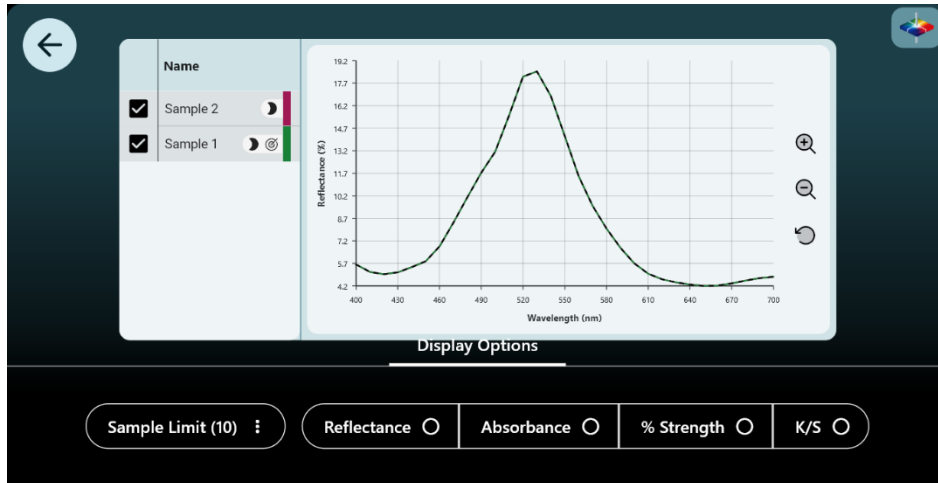 Name
Sample 2
Sample 1
Reflectance (%)
19.2
17.7
16.2
14.7
13.2
11.7
10.2
8.7
7.2
5.7
4.2
400 430 460 490 520 550 580 610 640 670 700
Wavelength (nm)
Display Options
Sample Limit (10)
Reflectance Absorbance % Strength K/S